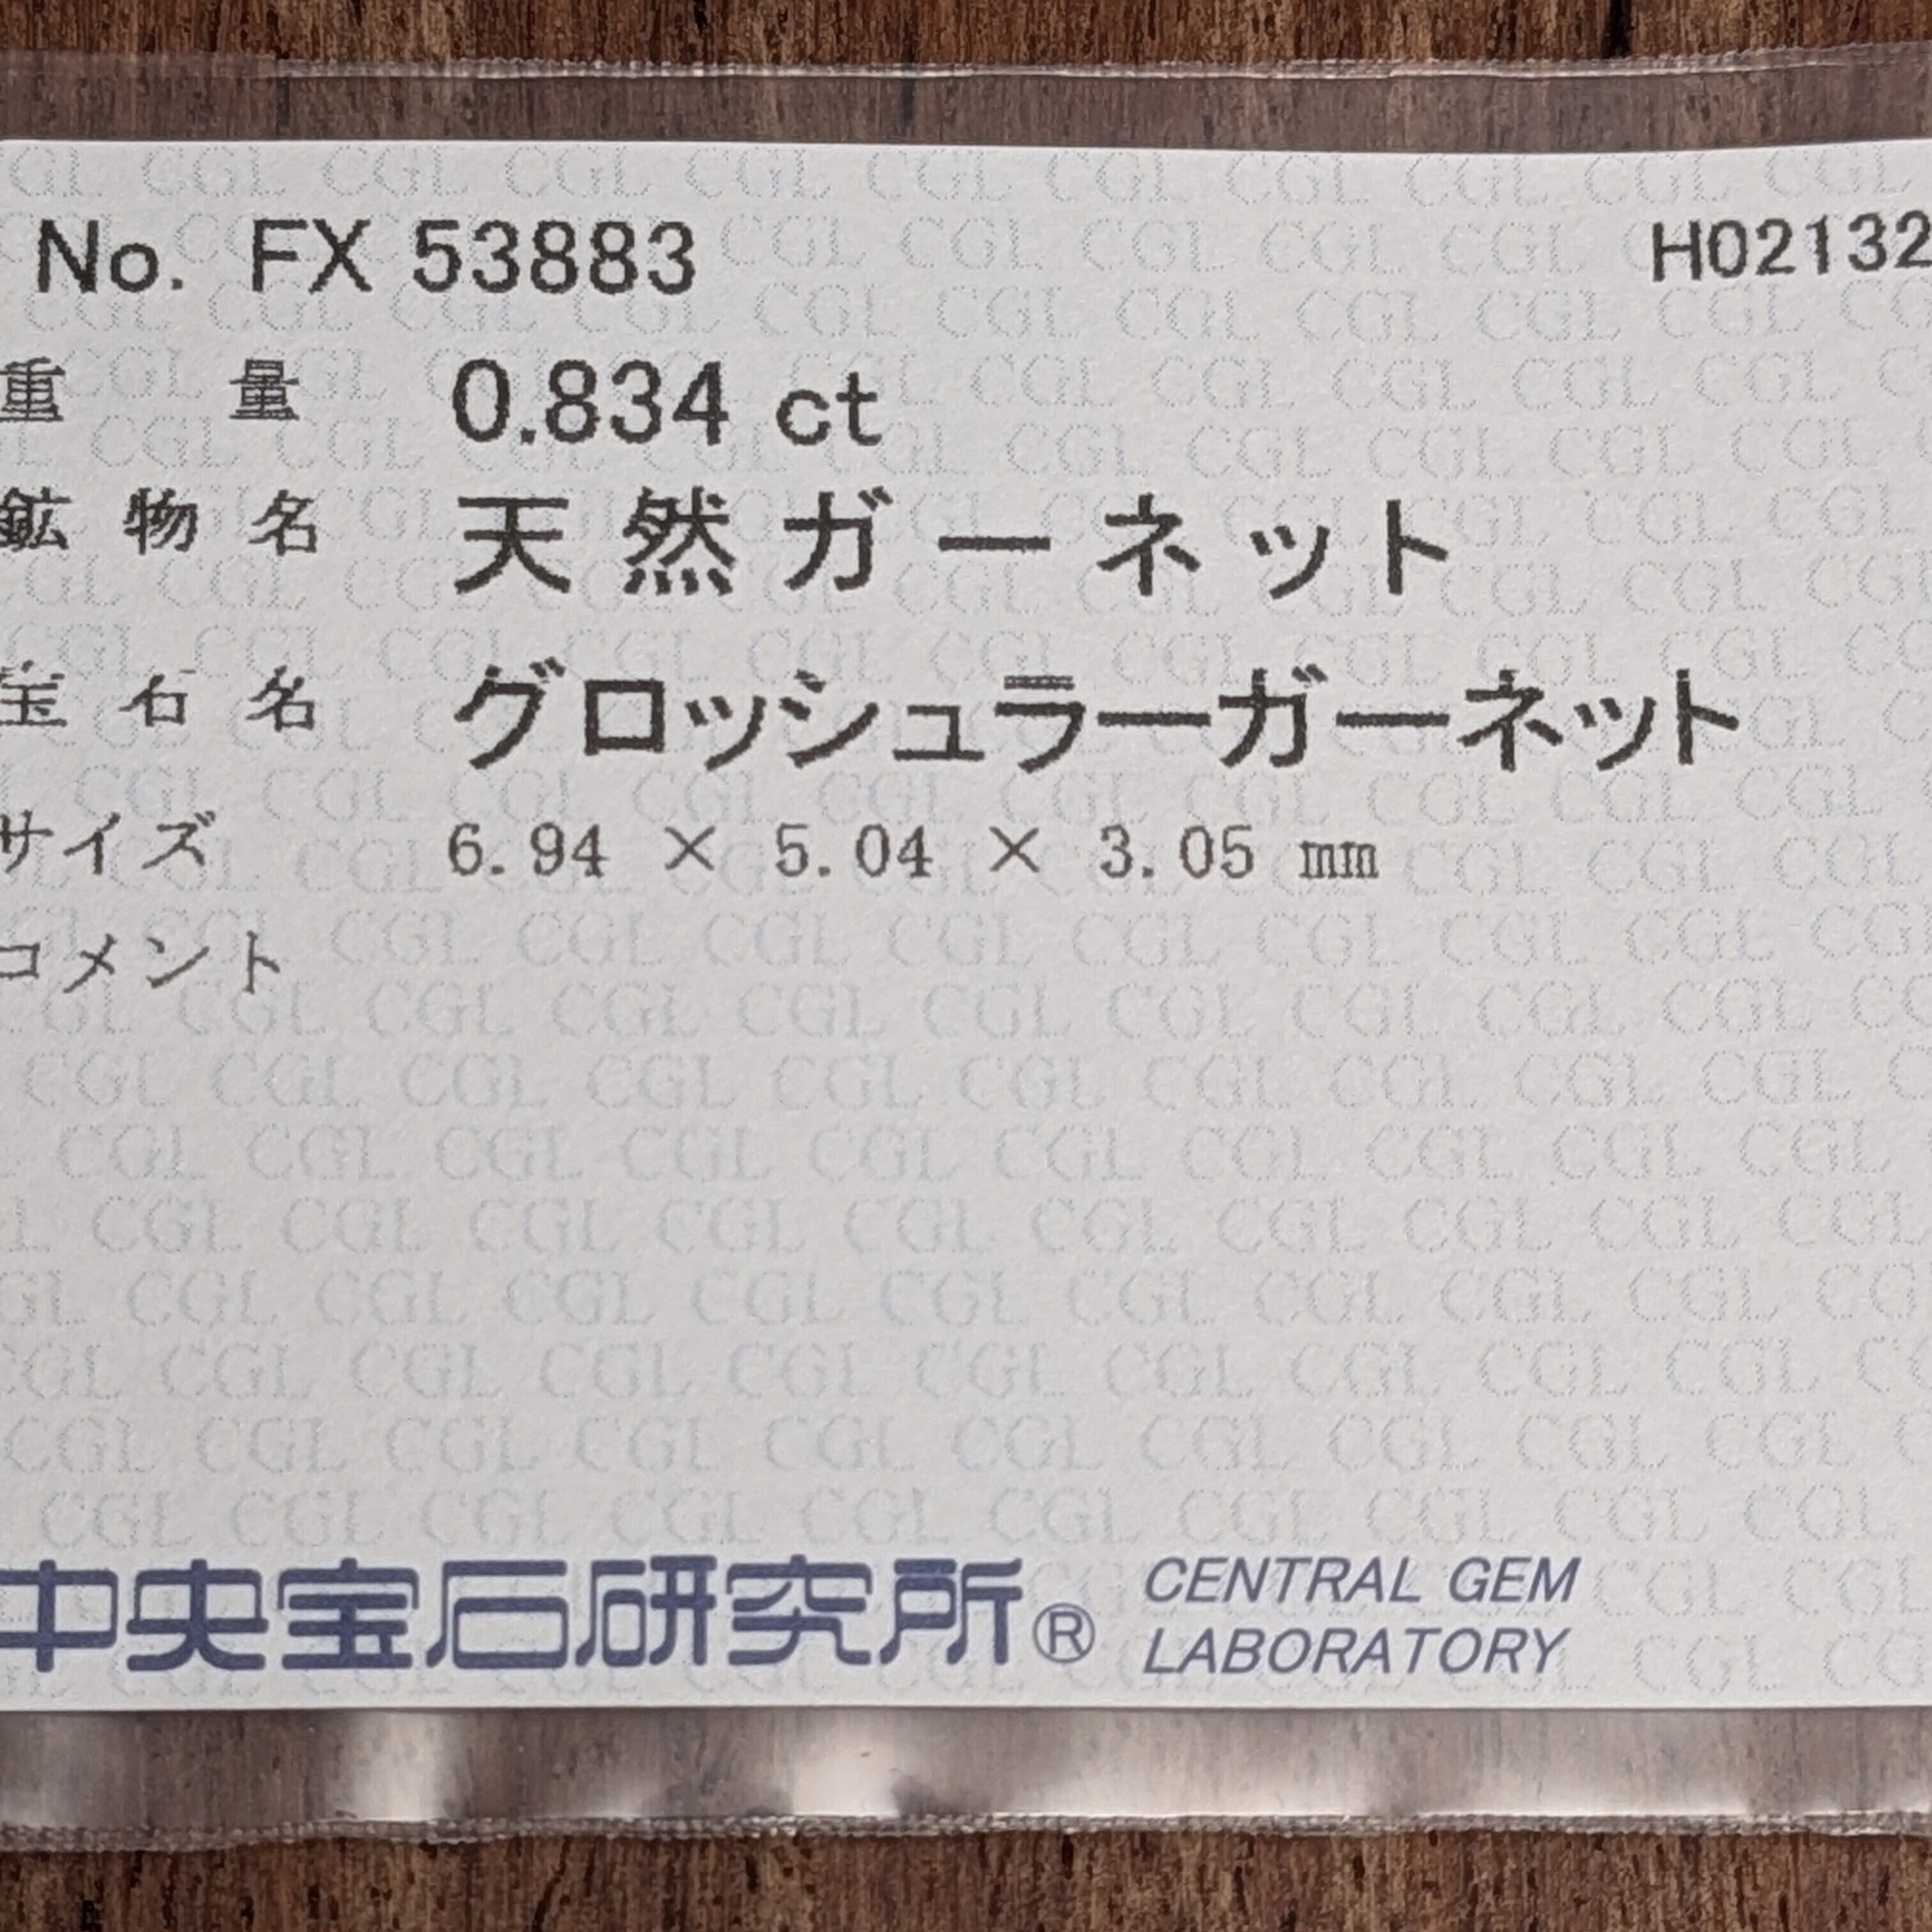 No. FX 53883 H02132
重量 0.834 ct
鉱物名 天然ガーネット
宝石名 グロッシュラーガーネット
サイズ 6.94 × 5.04 × 3.05 mm
コメント
中央宝石研究所® CENTRAL GEM
LABORATORY